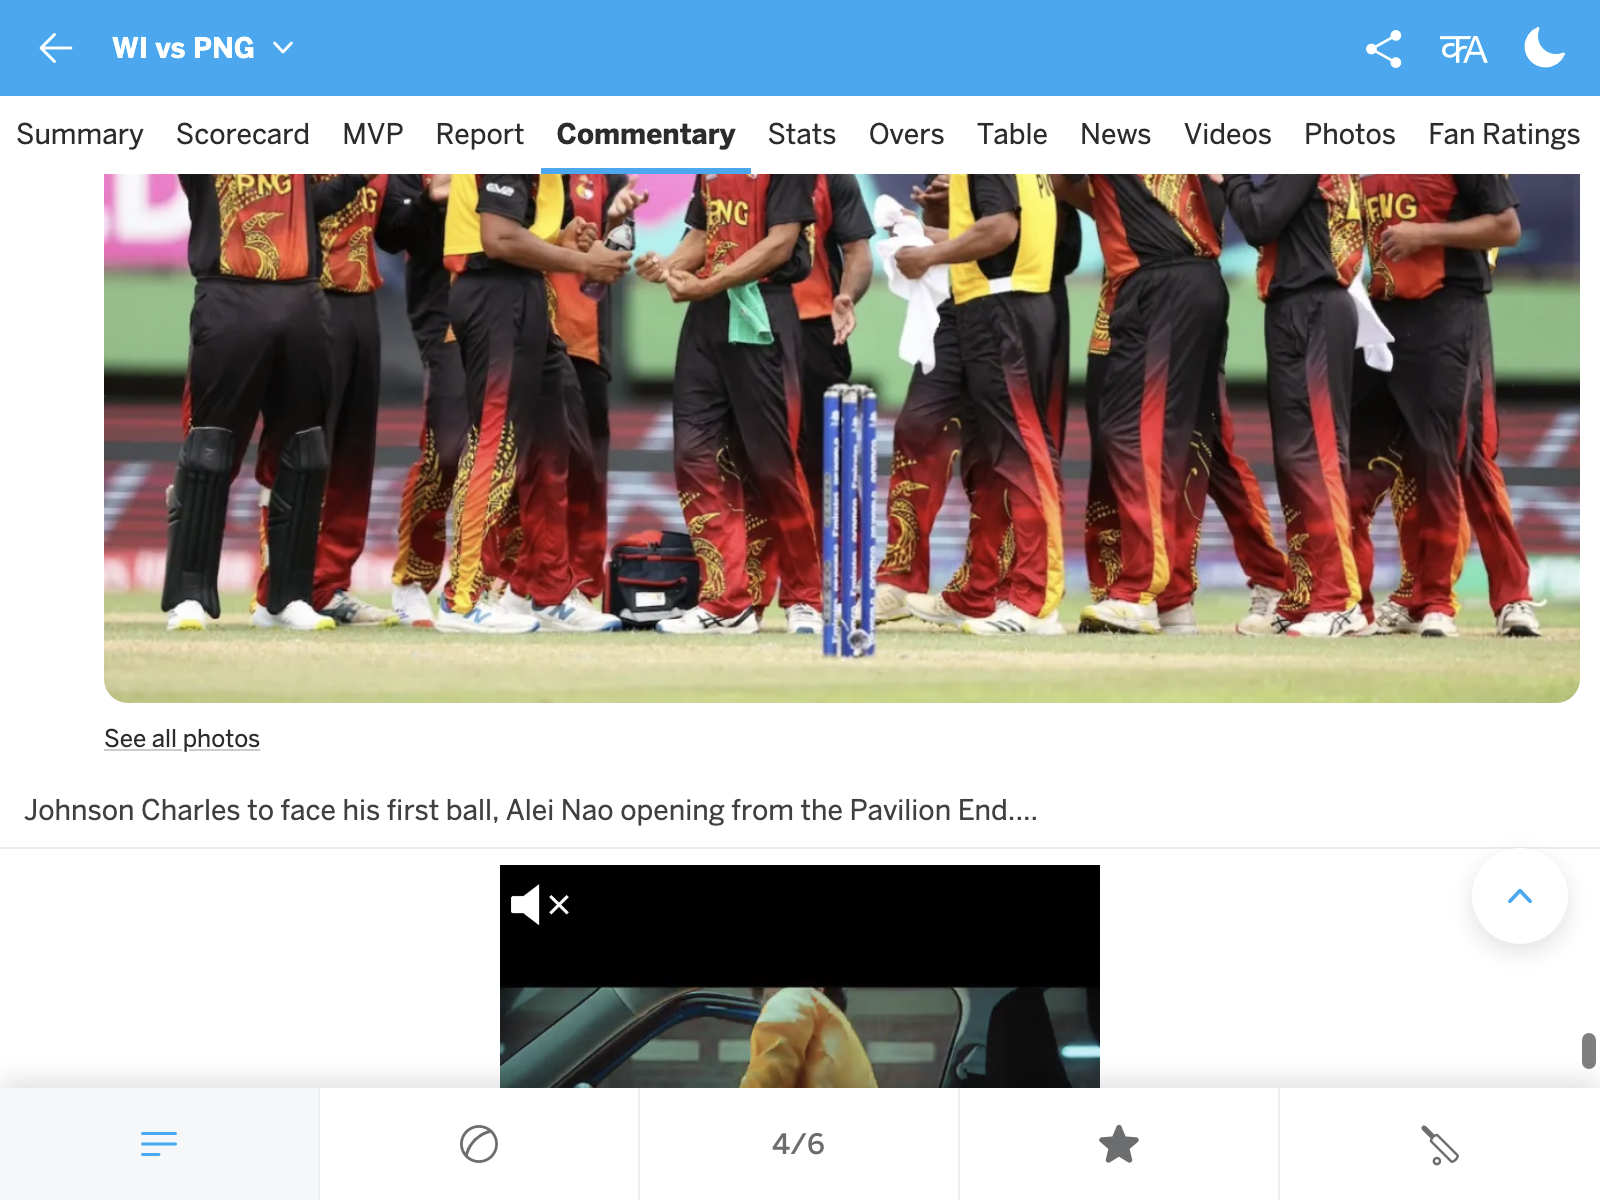 WI vs PNG
Summary Scorecard MVP Report Commentary Stats Overs Table News Videos Photos Fan Ratings
PNG
PNG
PNG
See all photos
Johnson Charles to face his first ball, Alei Nao opening from the Pavilion End....
4/6